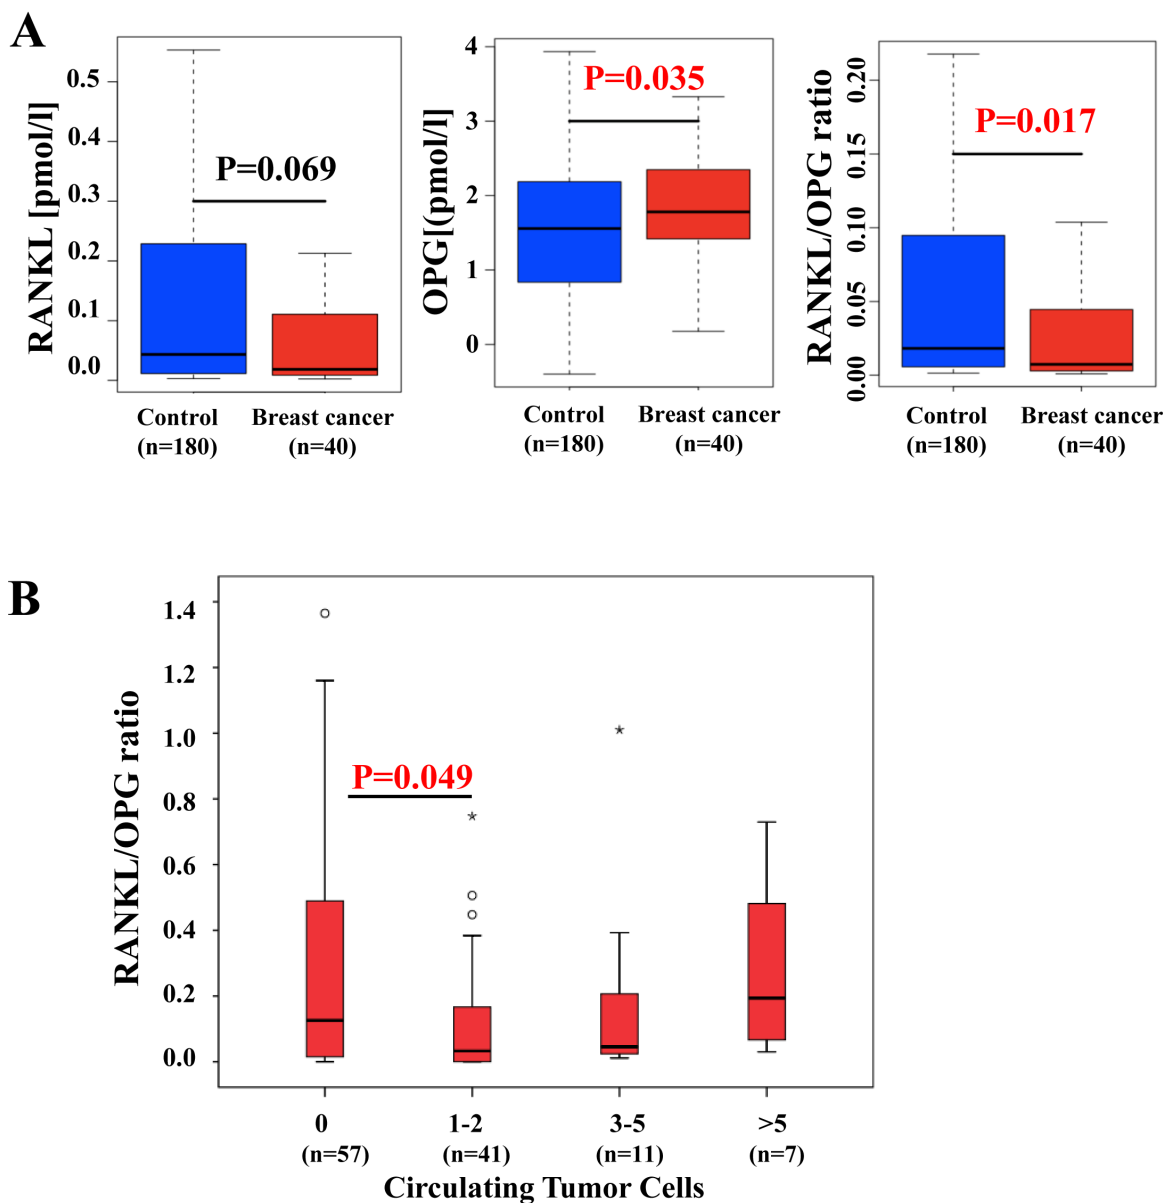 A
RANKL [pmol/l]
0.5
0.4
0.3
0.2
0.1
0.0
P=0.069
Control
(n=180)
Breast cancer
(n=40)
OPG[(pmol/l]
4
3
2
1
0
P=0.035
Control
(n=180)
Breast cancer
(n=40)
RANKL/OPG ratio
0.20
0.15
0.10
0.05
0.00
P=0.017
Control
(n=180)
Breast cancer
(n=40)
B
RANKL/OPG ratio
1.4
1.2
1.0
0.8
0.6
0.4
0.2
0.0
P=0.049
0
(n=57)
1-2
(n=41)
3-5
(n=11)
>5
(n=7)
Circulating Tumor Cells